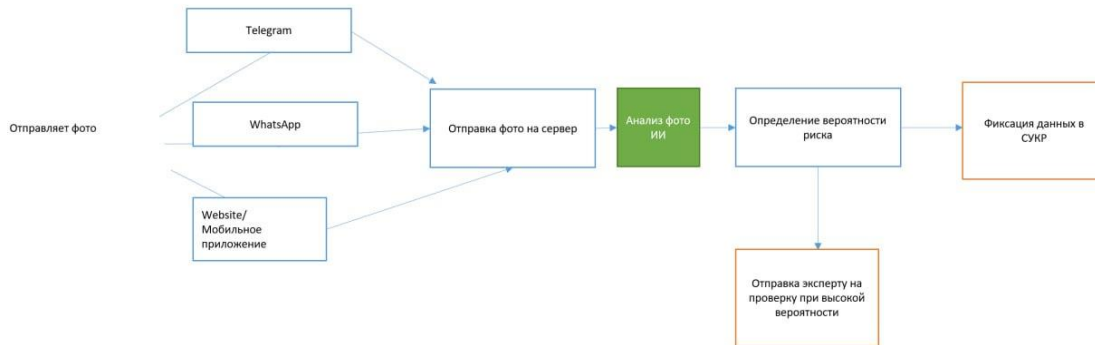 Telegram
Отправляет фото
WhatsApp
Website/
Мобильное
приложение
Отправка фото на сервер
Анализ фото
ИИ
Определение вероятности
риска
Фиксация данных в
СУКР
Отправка эксперту на
проверку при высокой
вероятности